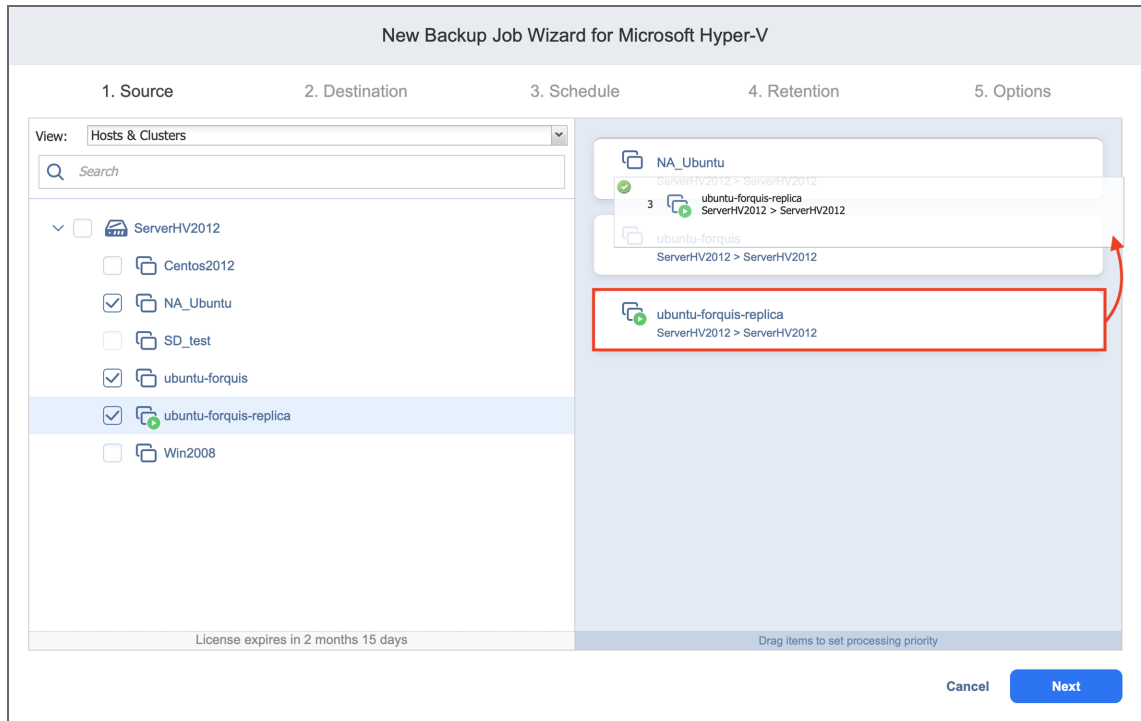 New Backup Job Wizard for Microsoft Hyper-V
1. Source 2. Destination 3. Schedule 4. Retention 5. Options
View: Hosts & Clusters
Search
ServerHV2012
Centos2012
NA_Ubuntu
SD_test
ubuntu-forquis
ubuntu-forquis-replica
Win2008
License expires in 2 months 15 days
NA_Ubuntu
ServerHV2012 > ServerHV2012
3 ubuntu-forquis-replica
ServerHV2012 > ServerHV2012
ubuntu-forquis
ServerHV2012 > ServerHV2012
ubuntu-forquis-replica
ServerHV2012 > ServerHV2012
Drag items to set processing priority
Cancel Next